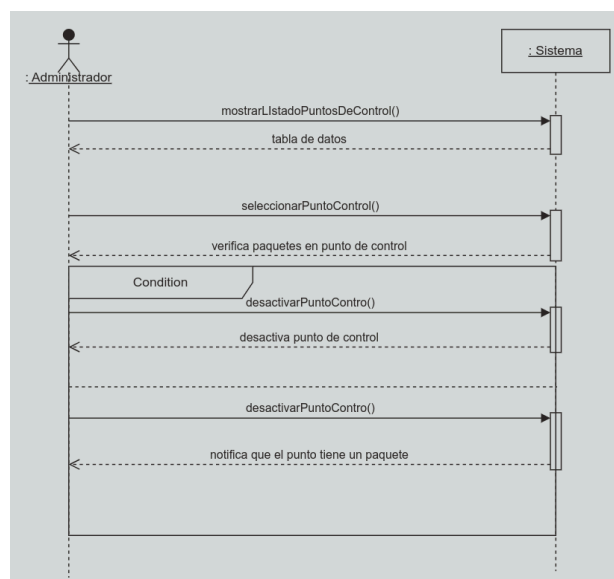 : Administrador
: Sistema
mostrarLIstadoPuntosDeControl()
tabla de datos
seleccionarPuntoControl()
verifica paquetes en punto de control
Condition
desactivarPuntoContro()
desactiva punto de control
desactivarPuntoContro()
notifica que el punto tiene un paquete